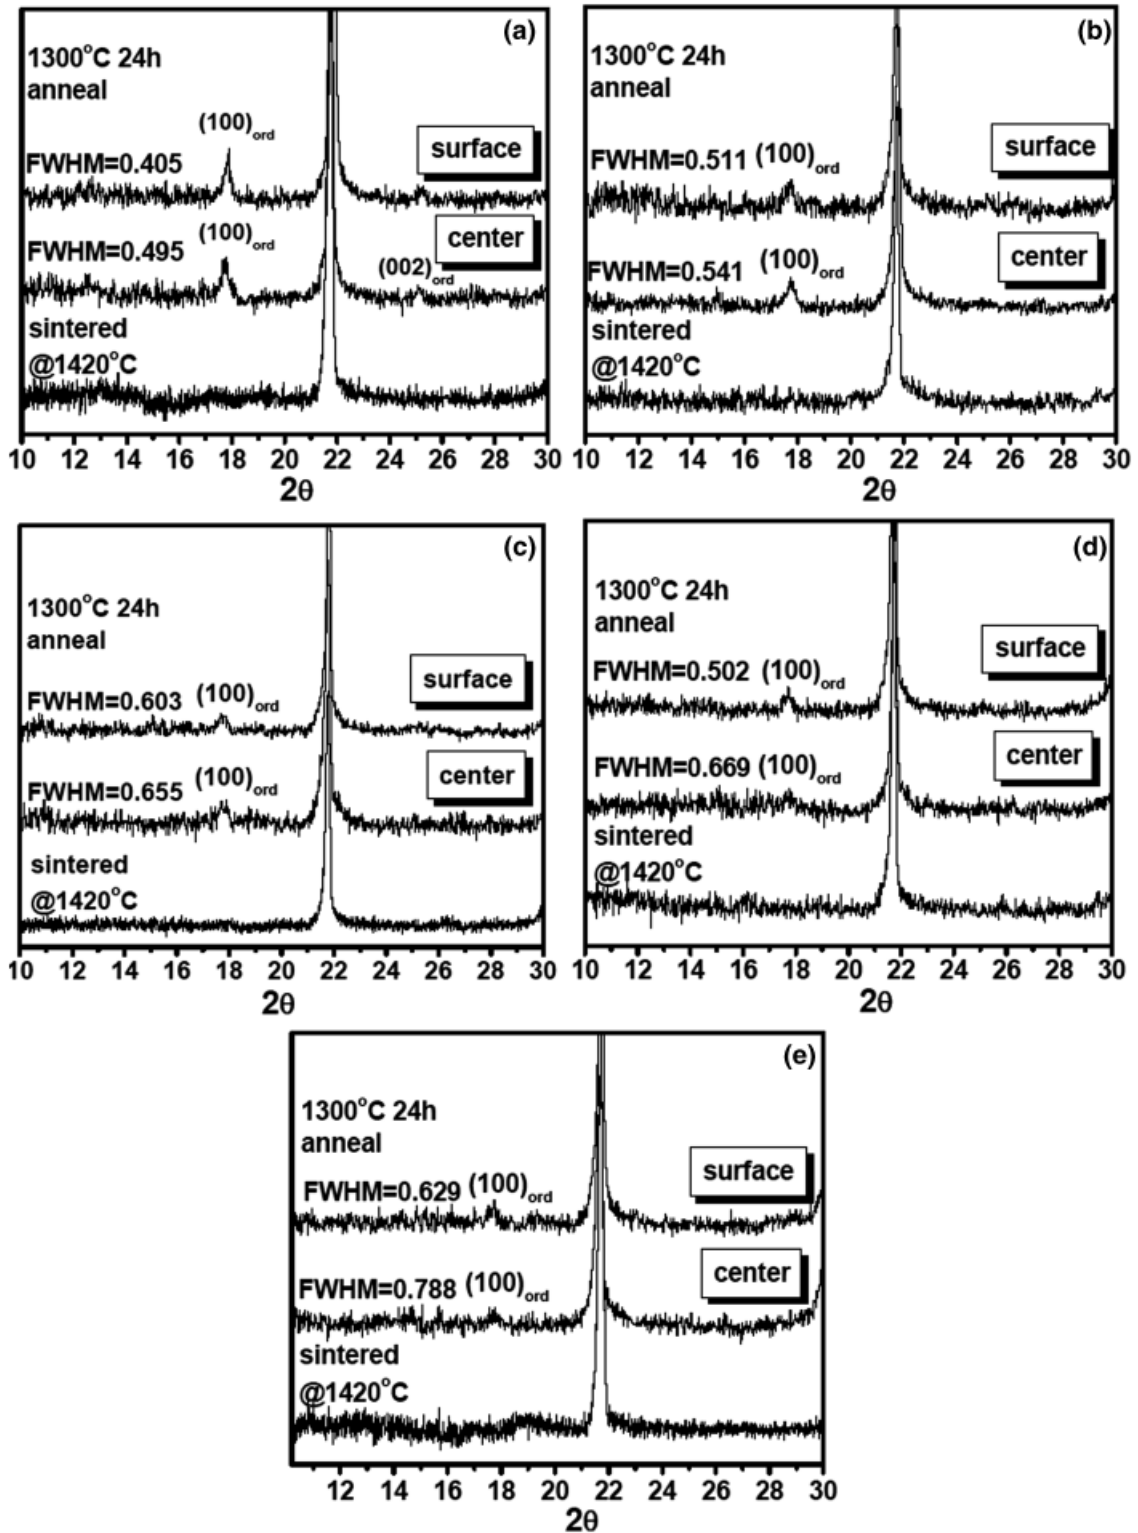 (a)
1300°C 24h
anneal
(100)ord
FWHM=0.405
surface
FWHM=0.495
(100)ord
center
(002)ord
sintered
@1420°C
10 12 14 16 18 20 22 24 26 28 30
2θ
(b)
1300°C 24h
anneal
surface
FWHM=0.511 (100)ord
center
FWHM=0.541 (100)ord
sintered
@1420°C
10 12 14 16 18 20 22 24 26 28 30
2θ
(c)
1300°C 24h
anneal
surface
FWHM=0.603 (100)ord
center
FWHM=0.655 (100)ord
sintered
@1420°C
10 12 14 16 18 20 22 24 26 28 30
2θ
(d)
1300°C 24h
anneal
surface
FWHM=0.502 (100)ord
center
FWHM=0.669 (100)ord
sintered
@1420°C
10 12 14 16 18 20 22 24 26 28 30
2θ
(e)
1300°C 24h
anneal
surface
FWHM=0.629 (100)ord
center
FWHM=0.788 (100)ord
sintered
@1420°C
12 14 16 18 20 22 24 26 28 30
2θ